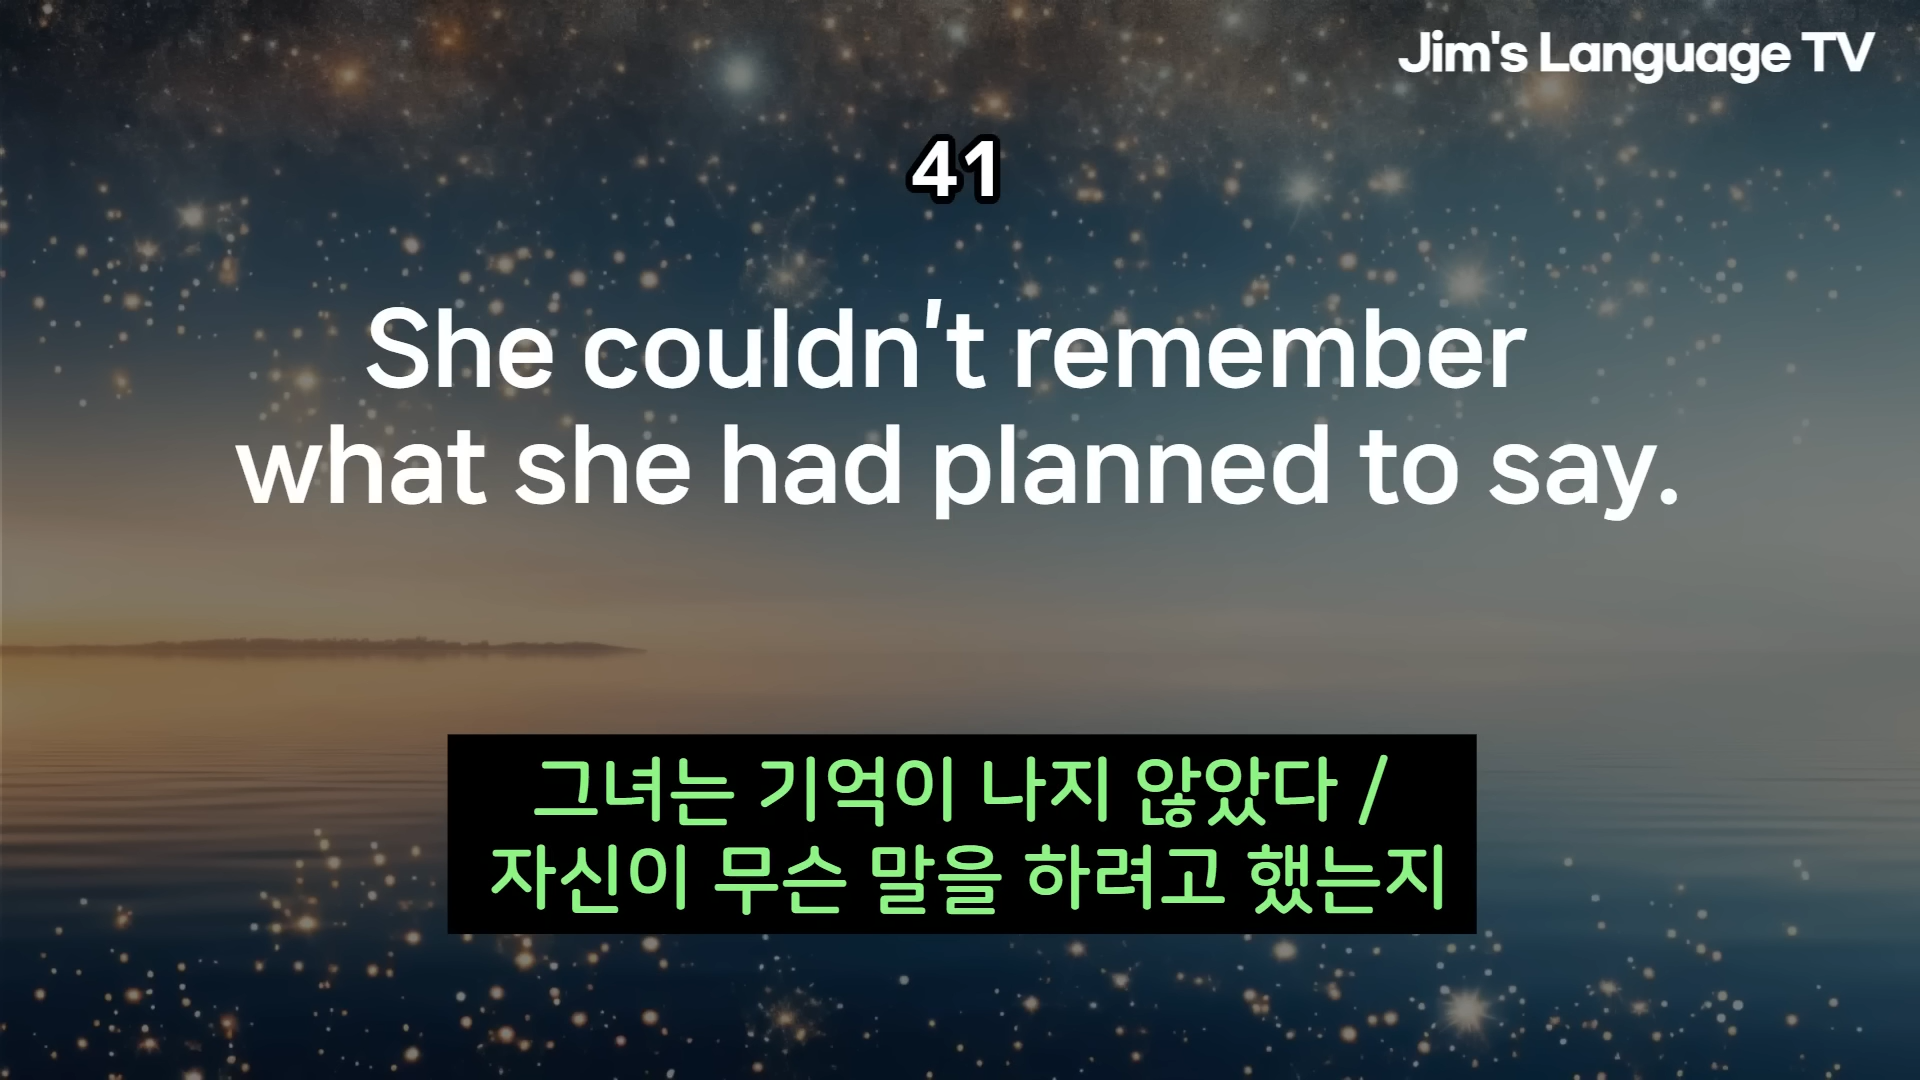 Jim's Language TV
41
She couldn't remember
what she had planned to say.
그녀는 기억이 나지 않았다 /
자신이 무슨 말을 하려고 했는지